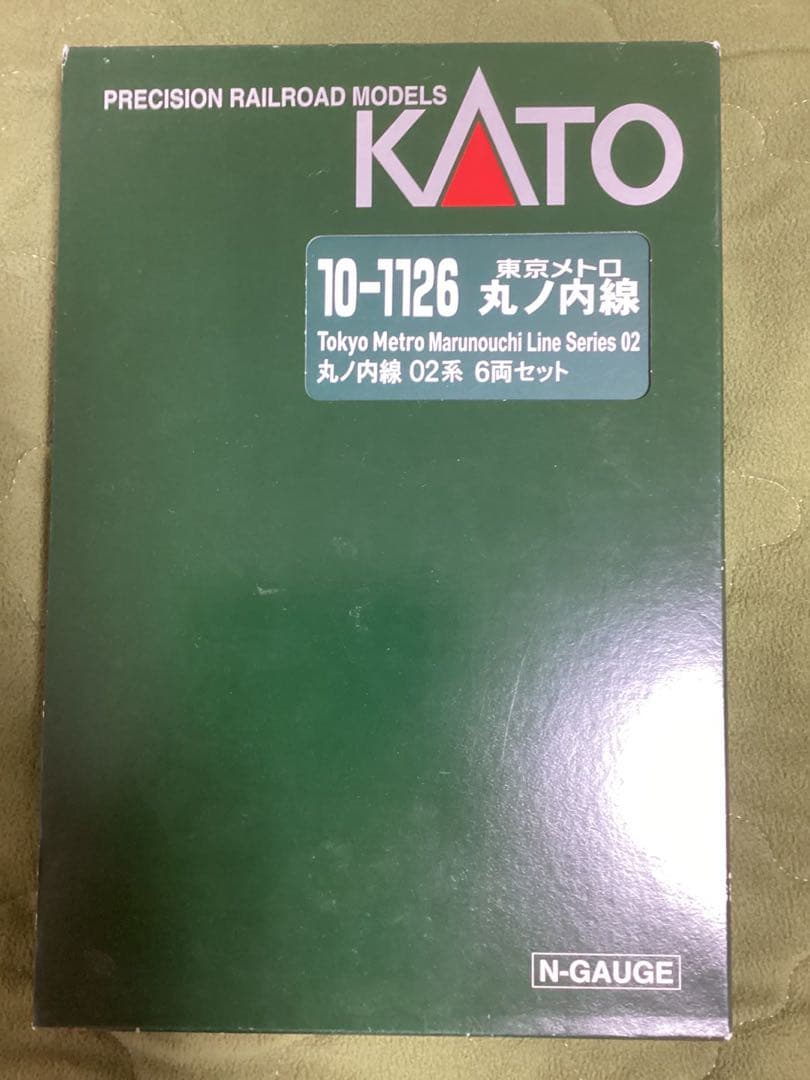 PRECISION RAILROAD MODELS
KATO
10-1126 東京メトロ
丸ノ内線
Tokyo Metro Marunouchi Line Series 02
丸ノ内線 02系 6両セット
N-GAUGE